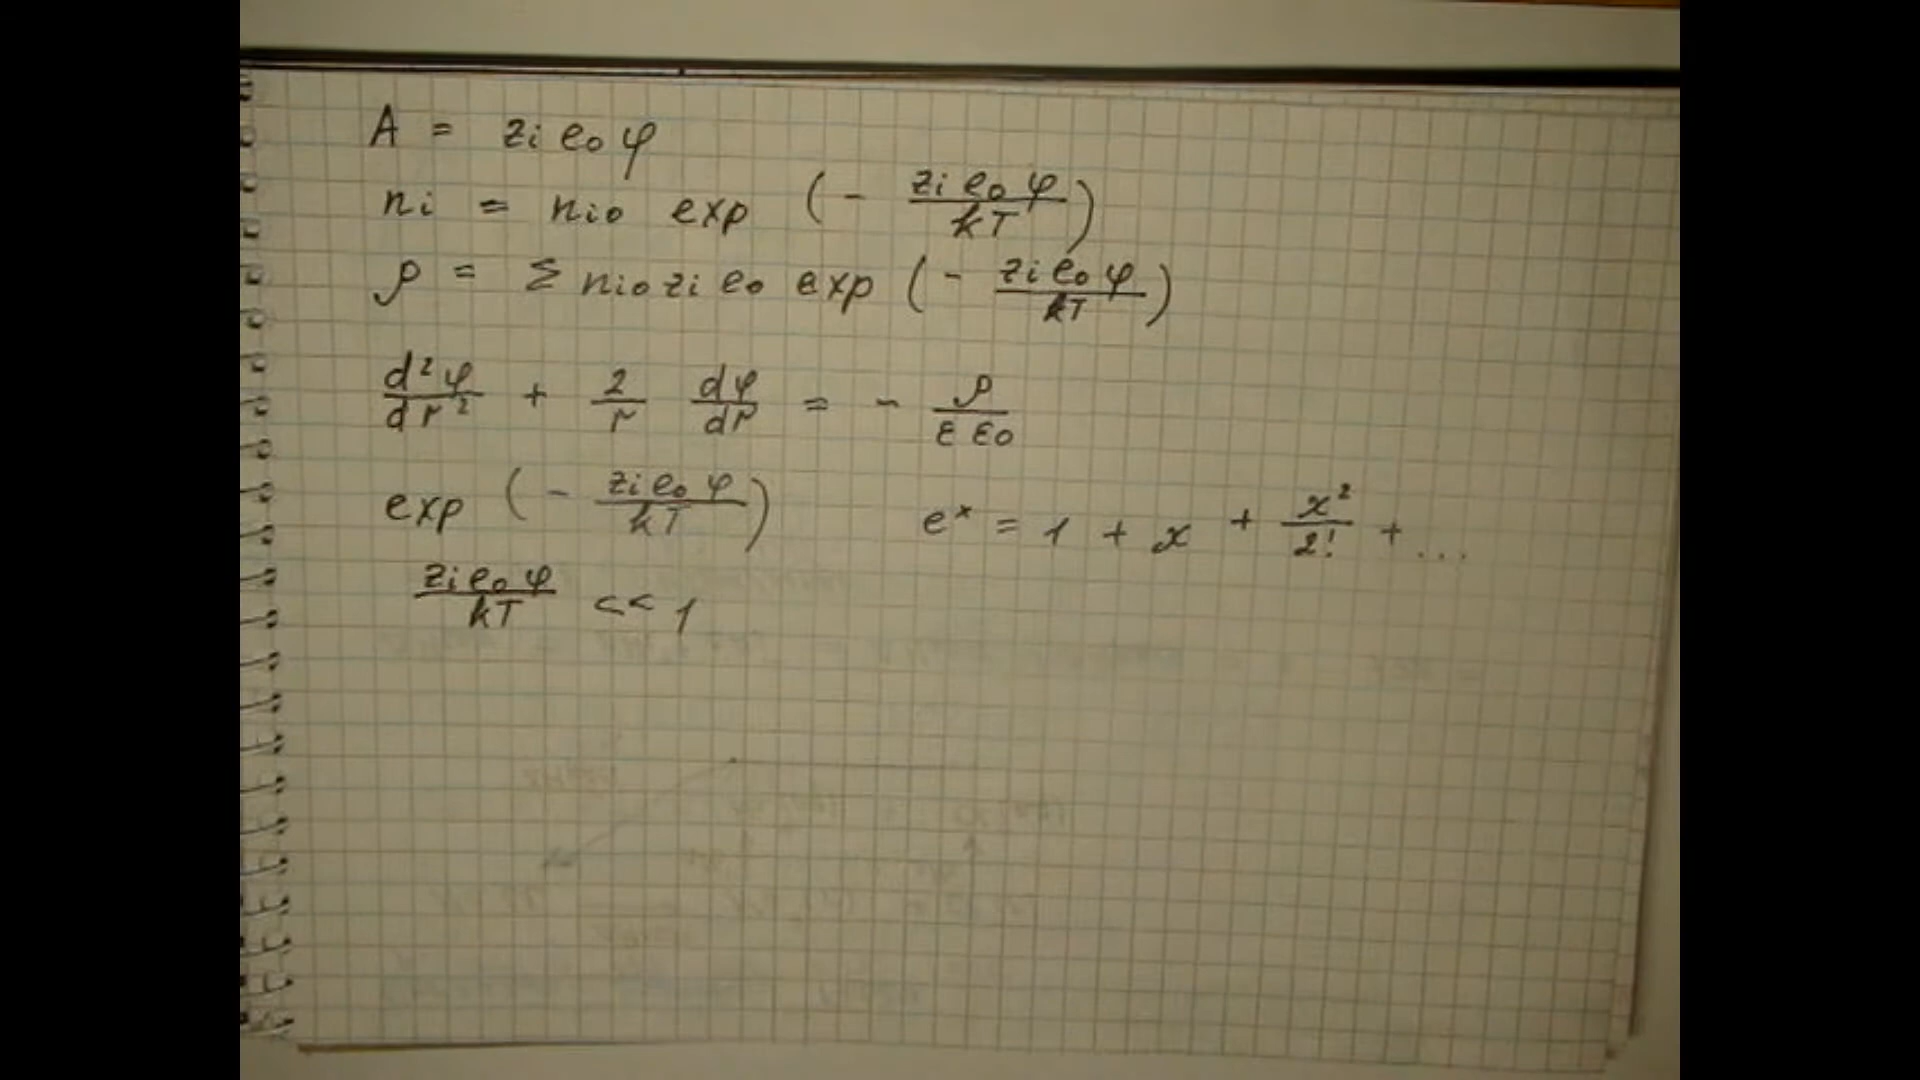 A = zᵢ e₀ φ
nᵢ = nᵢ₀ exp (- zᵢ e₀ φ / kT)
ρ = Σ nᵢ₀ zᵢ e₀ exp (- zᵢ e₀ φ / kT)
d²φ / dr² + 2 / r dφ / dr = - ρ / ε ε₀
exp (- zᵢ e₀ φ / kT) eˣ = 1 + x + x² / 2! + ...
zᵢ e₀ φ / kT << 1